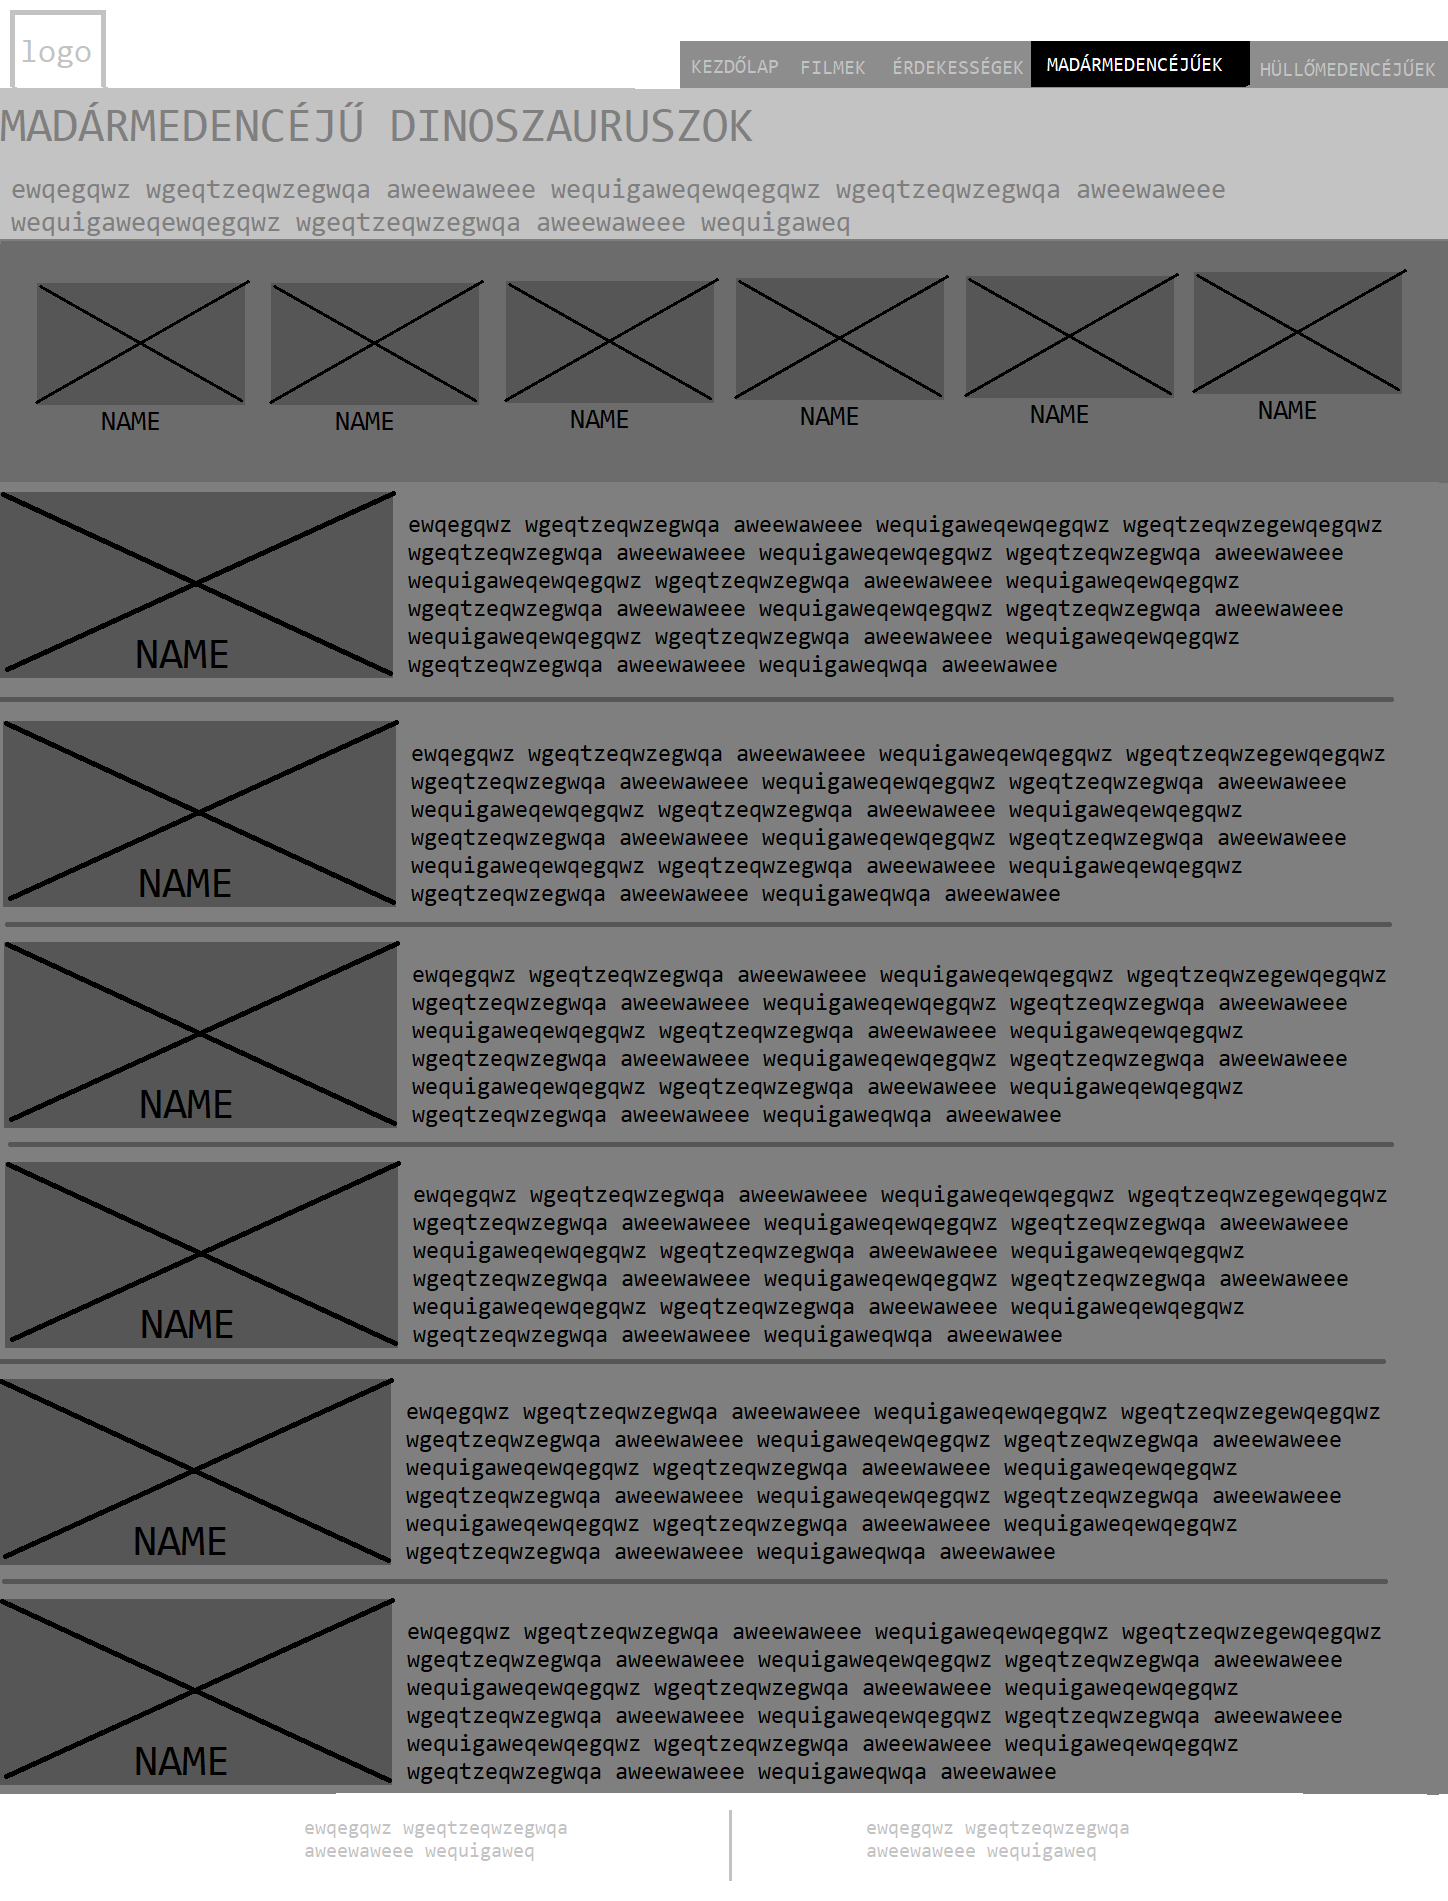 logo
KEZDŐLAP FILMEK ÉRDEKESSÉGEK MADÁRMEDENCÉJŰEK HÜLLŐMEDENCÉJŰEK
MADÁRMEDENCÉJŰ DINOSZAURUSZOK
ewqegqwz wgeqtzeqwzegwqa aweewaweee wequigaweqewqegqwz wgeqtzeqwzegwqa aweewaweee
wequigaweqewqegqwz wgeqtzeqwzegwqa aweewaweee wequigaweq
NAME NAME NAME NAME NAME NAME
NAME
ewqegqwz wgeqtzeqwzegwqa aweewaweee wequigaweqewqegqwz wgeqtzeqwzegewqegqwz
wgeqtzeqwzegwqa aweewaweee wequigaweqewqegqwz wgeqtzeqwzegwqa aweewaweee
wequigaweqewqegqwz wgeqtzeqwzegwqa aweewaweee wequigaweqewqegqwz
wgeqtzeqwzegwqa aweewaweee wequigaweqewqegqwz wgeqtzeqwzegwqa aweewaweee
wequigaweqewqegqwz wgeqtzeqwzegwqa aweewaweee wequigaweqewqegqwz
wgeqtzeqwzegwqa aweewaweee wequigaweqwqa aweewawee
NAME
ewqegqwz wgeqtzeqwzegwqa aweewaweee wequigaweqewqegqwz wgeqtzeqwzegewqegqwz
wgeqtzeqwzegwqa aweewaweee wequigaweqewqegqwz wgeqtzeqwzegwqa aweewaweee
wequigaweqewqegqwz wgeqtzeqwzegwqa aweewaweee wequigaweqewqegqwz
wgeqtzeqwzegwqa aweewaweee wequigaweqewqegqwz wgeqtzeqwzegwqa aweewaweee
wequigaweqewqegqwz wgeqtzeqwzegwqa aweewaweee wequigaweqewqegqwz
wgeqtzeqwzegwqa aweewaweee wequigaweqwqa aweewawee
NAME
ewqegqwz wgeqtzeqwzegwqa aweewaweee wequigaweqewqegqwz wgeqtzeqwzegewqegqwz
wgeqtzeqwzegwqa aweewaweee wequigaweqewqegqwz wgeqtzeqwzegwqa aweewaweee
wequigaweqewqegqwz wgeqtzeqwzegwqa aweewaweee wequigaweqewqegqwz
wgeqtzeqwzegwqa aweewaweee wequigaweqewqegqwz wgeqtzeqwzegwqa aweewaweee
wequigaweqewqegqwz wgeqtzeqwzegwqa aweewaweee wequigaweqewqegqwz
wgeqtzeqwzegwqa aweewaweee wequigaweqwqa aweewawee
NAME
ewqegqwz wgeqtzeqwzegwqa aweewaweee wequigaweqewqegqwz wgeqtzeqwzegewqegqwz
wgeqtzeqwzegwqa aweewaweee wequigaweqewqegqwz wgeqtzeqwzegwqa aweewaweee
wequigaweqewqegqwz wgeqtzeqwzegwqa aweewaweee wequigaweqewqegqwz
wgeqtzeqwzegwqa aweewaweee wequigaweqewqegqwz wgeqtzeqwzegwqa aweewaweee
wequigaweqewqegqwz wgeqtzeqwzegwqa aweewaweee wequigaweqewqegqwz
wgeqtzeqwzegwqa aweewaweee wequigaweqwqa aweewawee
NAME
ewqegqwz wgeqtzeqwzegwqa aweewaweee wequigaweqewqegqwz wgeqtzeqwzegewqegqwz
wgeqtzeqwzegwqa aweewaweee wequigaweqewqegqwz wgeqtzeqwzegwqa aweewaweee
wequigaweqewqegqwz wgeqtzeqwzegwqa aweewaweee wequigaweqewqegqwz
wgeqtzeqwzegwqa aweewaweee wequigaweqewqegqwz wgeqtzeqwzegwqa aweewaweee
wequigaweqewqegqwz wgeqtzeqwzegwqa aweewaweee wequigaweqewqegqwz
wgeqtzeqwzegwqa aweewaweee wequigaweqwqa aweewawee
NAME
ewqegqwz wgeqtzeqwzegwqa aweewaweee wequigaweqewqegqwz wgeqtzeqwzegewqegqwz
wgeqtzeqwzegwqa aweewaweee wequigaweqewqegqwz wgeqtzeqwzegwqa aweewaweee
wequigaweqewqegqwz wgeqtzeqwzegwqa aweewaweee wequigaweqewqegqwz
wgeqtzeqwzegwqa aweewaweee wequigaweqewqegqwz wgeqtzeqwzegwqa aweewaweee
wequigaweqewqegqwz wgeqtzeqwzegwqa aweewaweee wequigaweqewqegqwz
wgeqtzeqwzegwqa aweewaweee wequigaweqwqa aweewawee
ewqegqwz wgeqtzeqwzegwqa
aweewaweee wequigaweq
ewqegqwz wgeqtzeqwzegwqa
aweewaweee wequigaweq